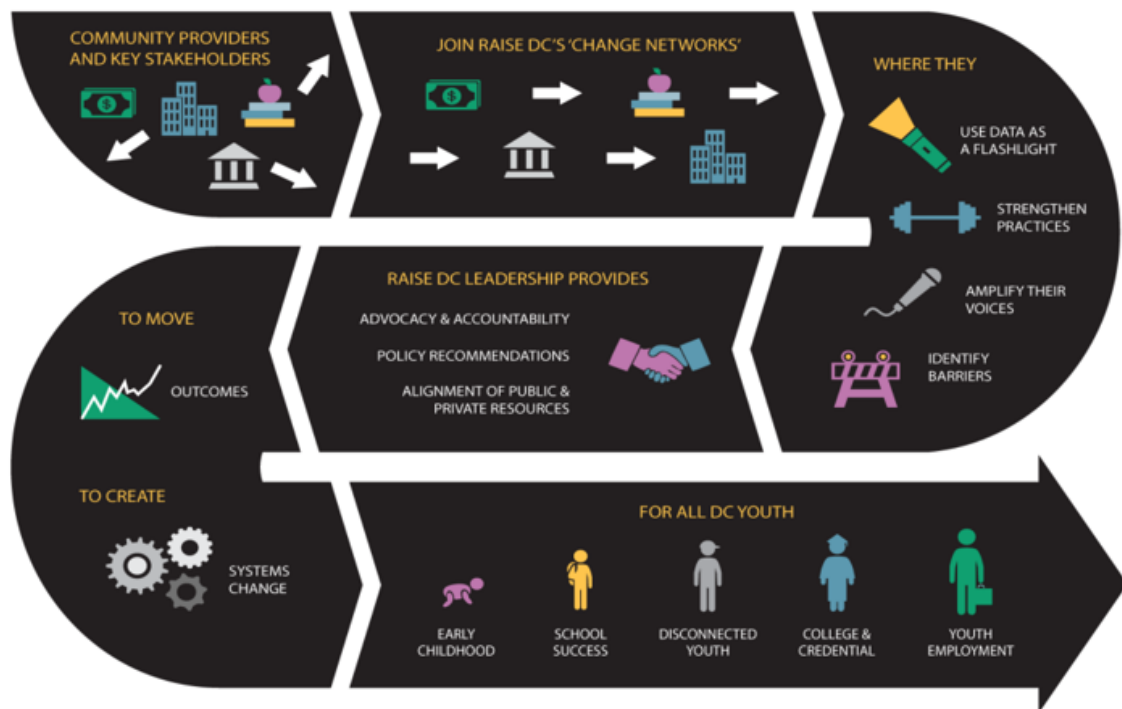 COMMUNITY PROVIDERS
AND KEY STAKEHOLDERS
JOIN RAISE DC'S 'CHANGE NETWORKS'
WHERE THEY
USE DATA AS
A FLASHLIGHT
STRENGTHEN
PRACTICES
AMPLIFY THEIR
VOICES
IDENTIFY
BARRIERS
RAISE DC LEADERSHIP PROVIDES
ADVOCACY & ACCOUNTABILITY
POLICY RECOMMENDATIONS
ALIGNMENT OF PUBLIC &
PRIVATE RESOURCES
TO MOVE
OUTCOMES
TO CREATE
SYSTEMS
CHANGE
FOR ALL DC YOUTH
EARLY
CHILDHOOD
SCHOOL
SUCCESS
DISCONNECTED
YOUTH
COLLEGE &
CREDENTIAL
YOUTH
EMPLOYMENT